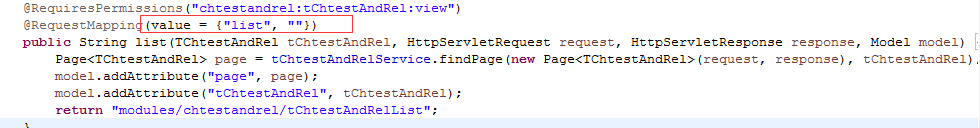 @RequiresPermissions("chtestandrel:tChtestAndRel:view")
@RequestMapping(value = {"list", ""})
public String list(TChtestAndRel tChtestAndRel, HttpServletRequest request, HttpServletResponse response, Model model)
Page<TChtestAndRel> page = tChtestAndRelService.findPage(new Page<TChtestAndRel>(request, response), tChtestAndRel)
model.addAttribute("page", page);
model.addAttribute("tChtestAndRel", tChtestAndRel);
return "modules/chtestandrel/tChtestAndRelList";
}